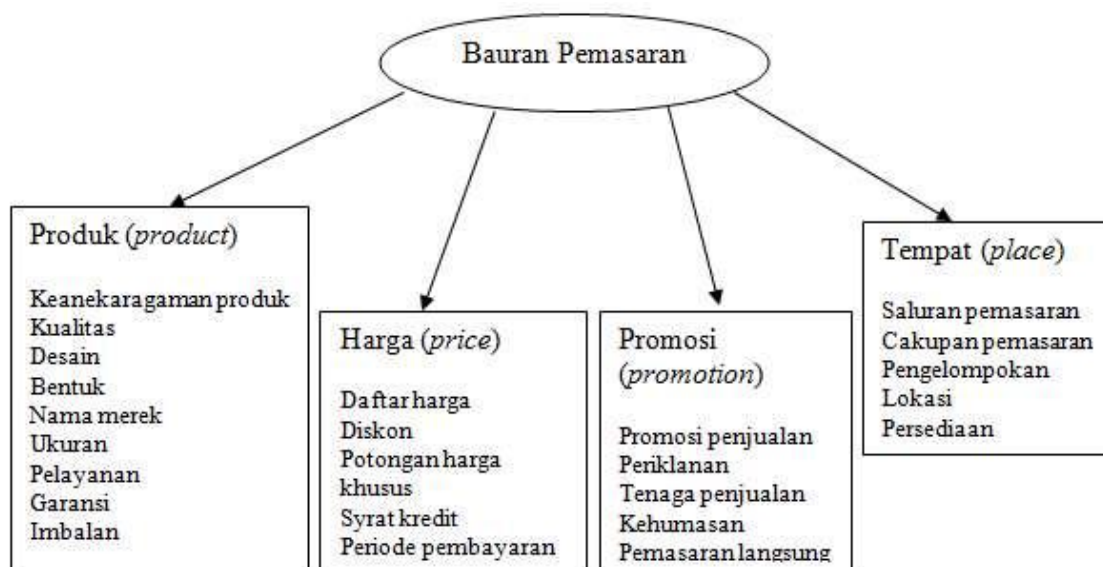 Bauran Pemasaran
Produk (product)
Keanekaragaman produk
Kualitas
Desain
Bentuk
Nama merek
Ukuran
Pelayanan
Garansi
Imbalan
Harga (price)
Daftar harga
Diskon
Potongan harga
khusus
Syrat kredit
Periode pembayaran
Promosi
(promotion)
Promosi penjualan
Periklanan
Tenaga penjualan
Kehumasan
Pemasaran langsung
Tempat (place)
Saluran pemasaran
Cakupan pemasaran
Pengelompokan
Lokasi
Persediaan